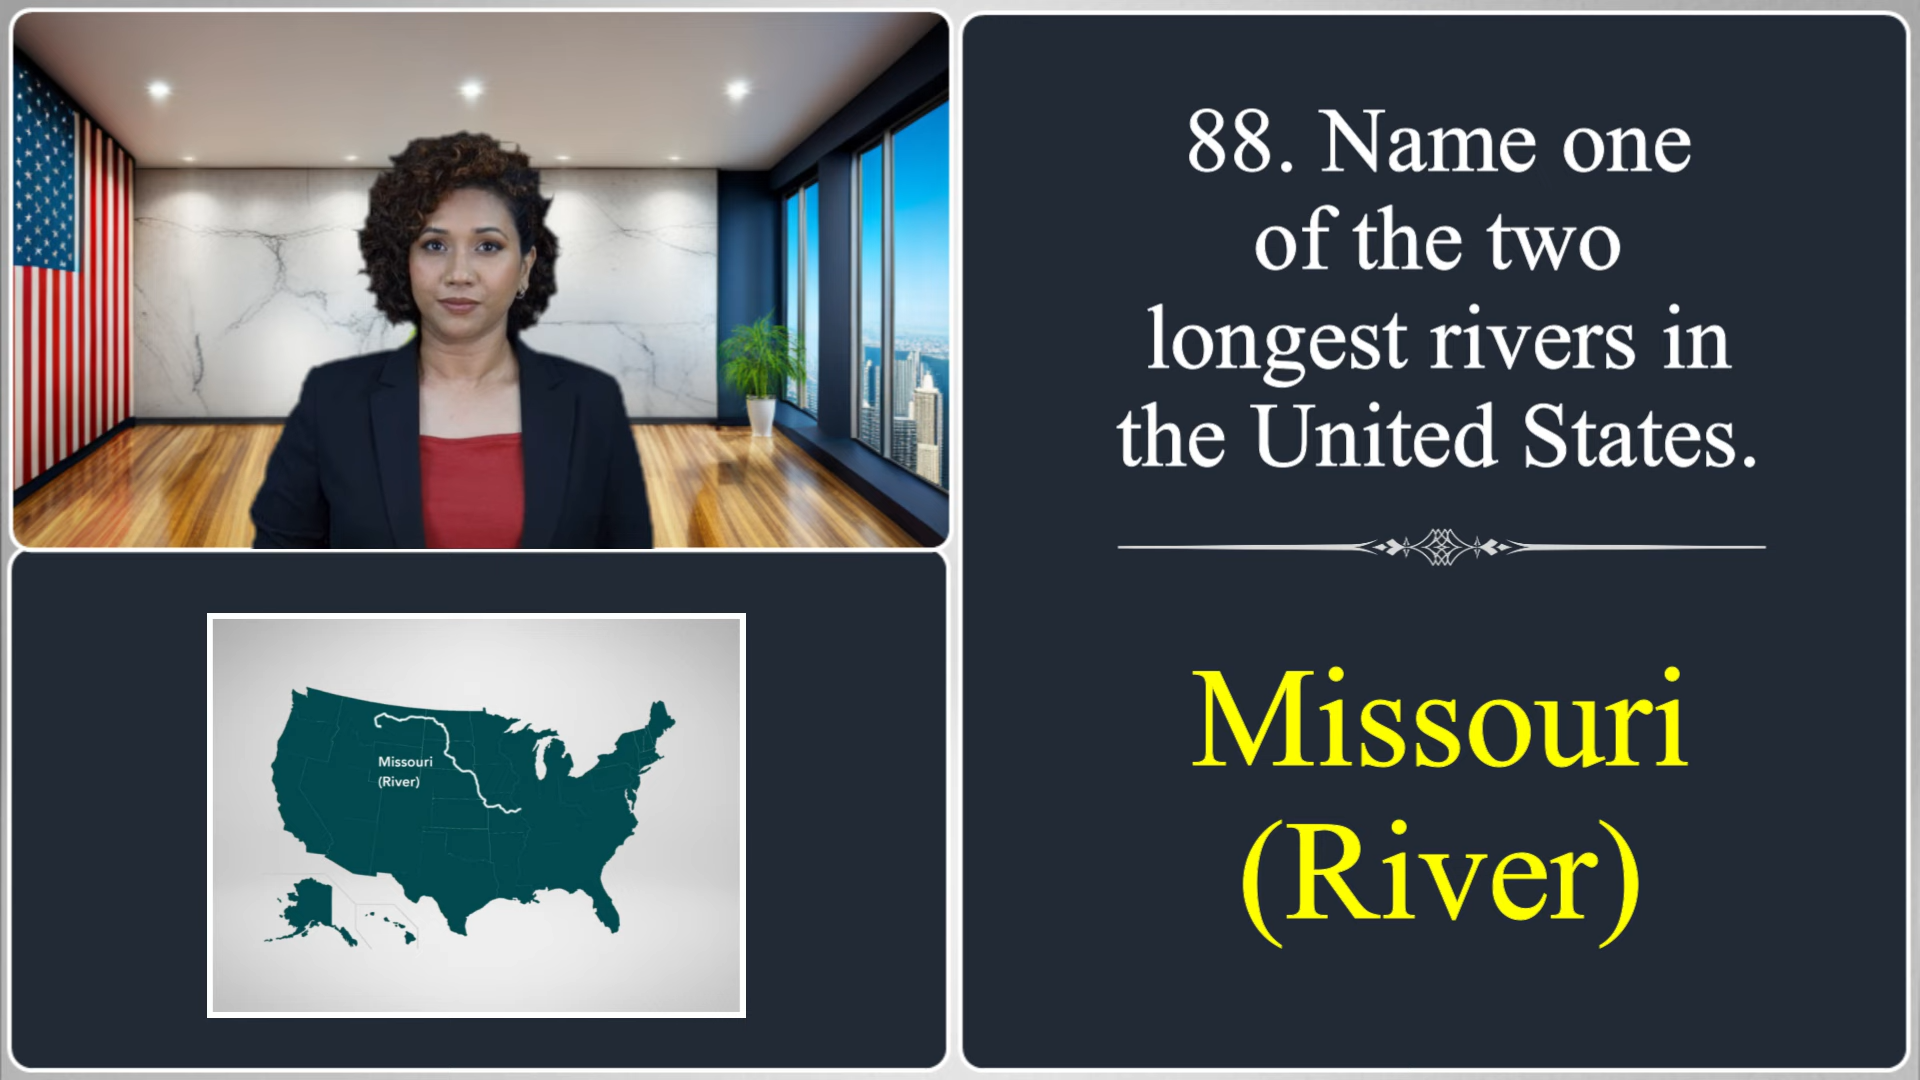 88. Name one
of the two
longest rivers in
the United States.
Missouri
(River)
Missouri
(River)